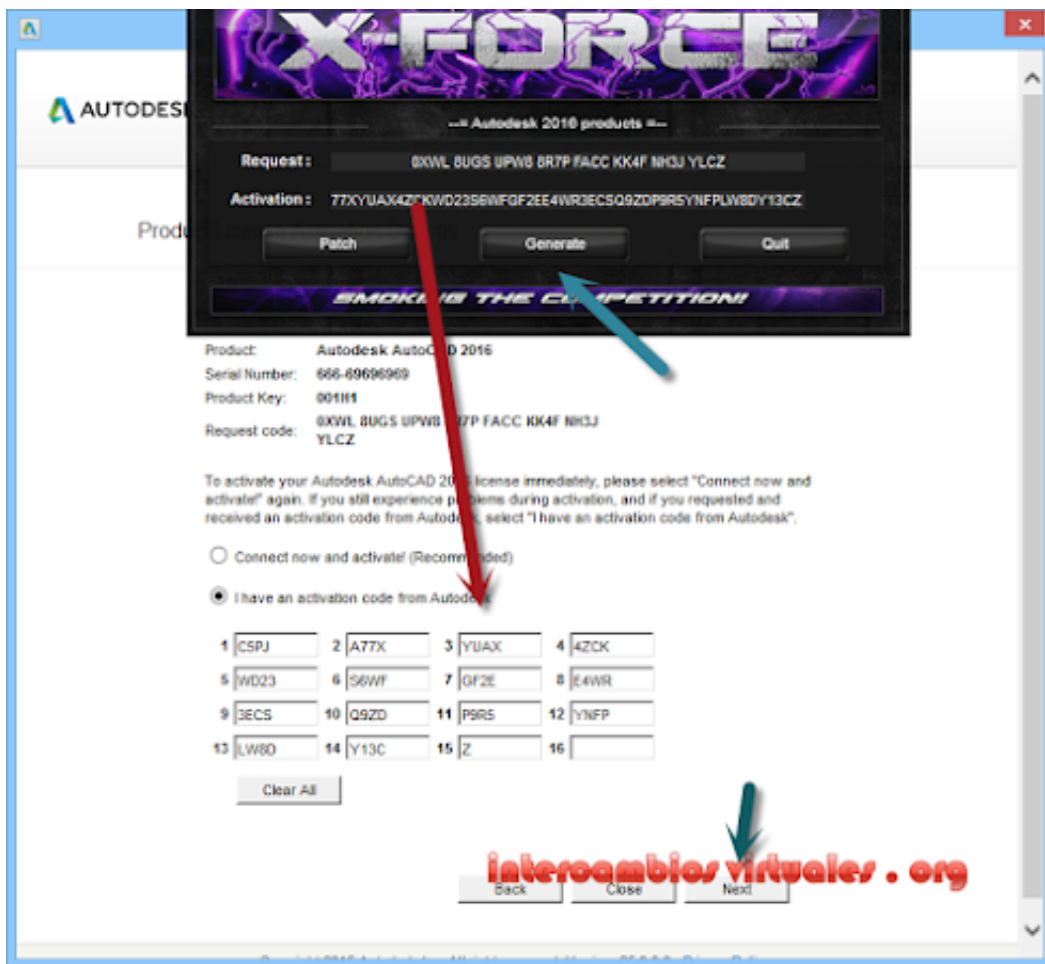 X-FORCE
AUTODES
--= Autodesk 2016 products =--
Request: 0XWL 8UGS UPW8 8R7P FACC KK4F NH3J YLCZ
Activation:
Patch Generate Quit
Produ
THE
Product: Autodesk AutoCAD 2016
Serial Number: 666-69696969
Product Key: 001H1
Request code: 0XWL 8UGS UPW8 FACC KK4F NH3J
YLCZ
To activate your Autodesk AutoCAD license immediately, please select "Connect now and
activate!" again. If you still experience during activation, and if you requested and
received an activation code from select "I have an activation code from Autodesk".
Connect now and activate! (Recommended)
I have an activation code from
1 C5PJ 2 A77X 3 YUAX 4 4ZCK
5 WD23 6 S6WF 7 GF2E 8 E4WR
9 3ECS 10 Q9ZD 11 P9R5 12 YNFP
13 LW8D 14 Y13C 15 Z 16
Clear All
intercambios virtuales . org
Back Close Next